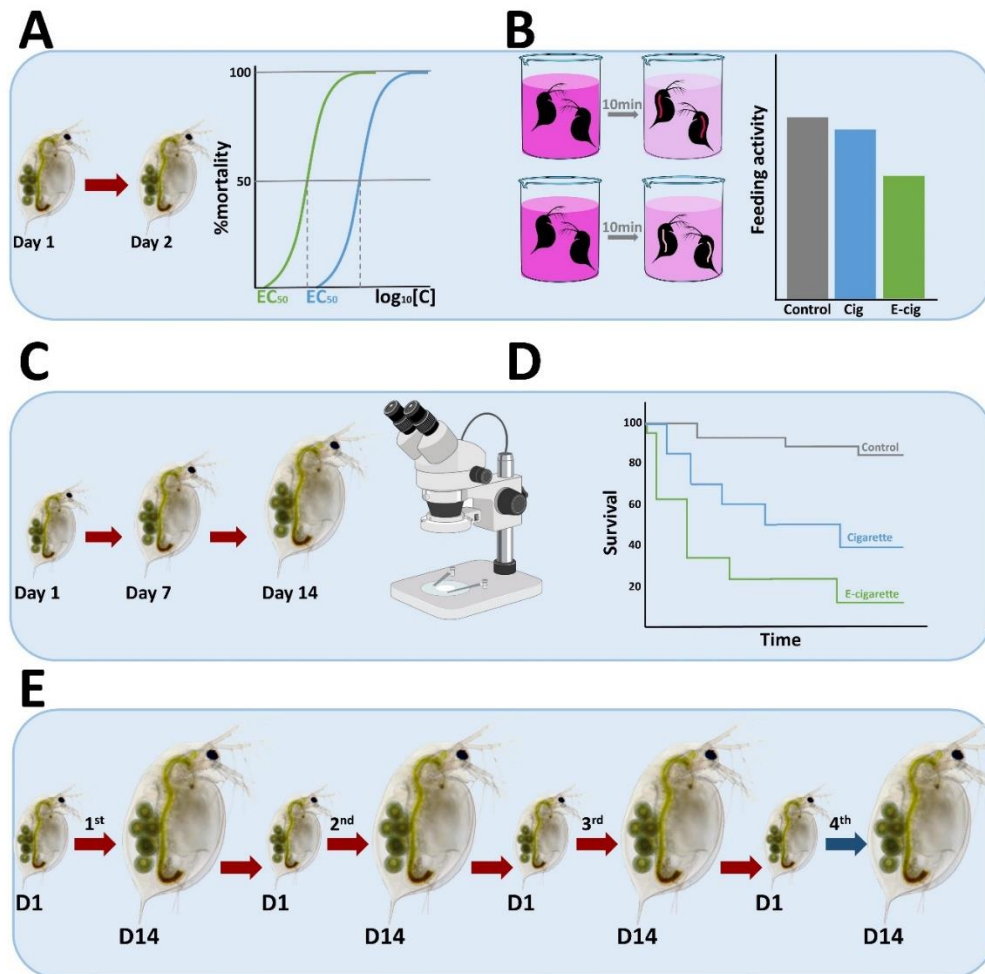 A
Day 1
Day 2
%mortality
100
50
EC₅₀
EC₅₀
log₁₀[C]
B
10min
10min
Feeding activity
Control
Cig
E-cig
C
Day 1
Day 7
Day 14
D
Survival
100
80
60
40
20
Control
Cigarette
E-cigarette
Time
E
1st
2nd
3rd
4th
D1
D14
D1
D14
D1
D14
D1
D14